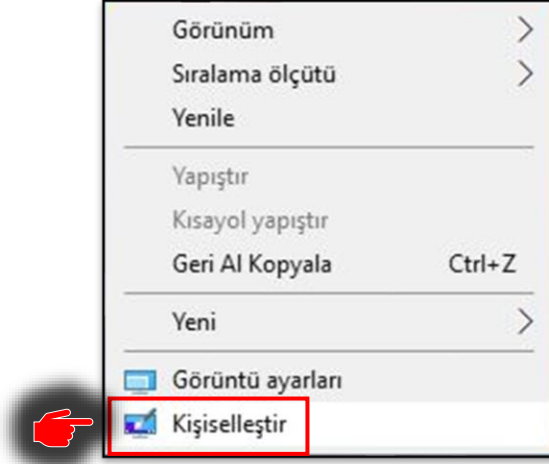 Görünüm
Sıralama ölçütü
Yenile
Yapıştır
Kısayol yapıştır
Geri Al Kopyala Ctrl+Z
Yeni
Görüntü ayarları
Kişiselleştir